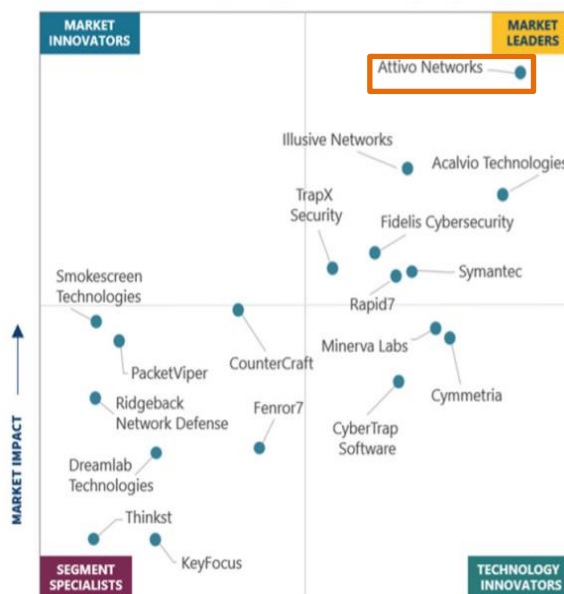 MARKET
INNOVATORS
MARKET
LEADERS
Attivo Networks
Illusive Networks
Acalvio Technologies
TrapX
Security
Fidelis Cybersecurity
Symantec
Rapid7
Smokescreen
Technologies
PacketViper
CounterCraft
Minerva Labs
Cymmetria
Ridgeback
Network Defense
Fenror7
CyberTrap
Software
Dreamlab
Technologies
Thinkst
KeyFocus
MARKET IMPACT
SEGMENT
SPECIALISTS
TECHNOLOGY
INNOVATORS